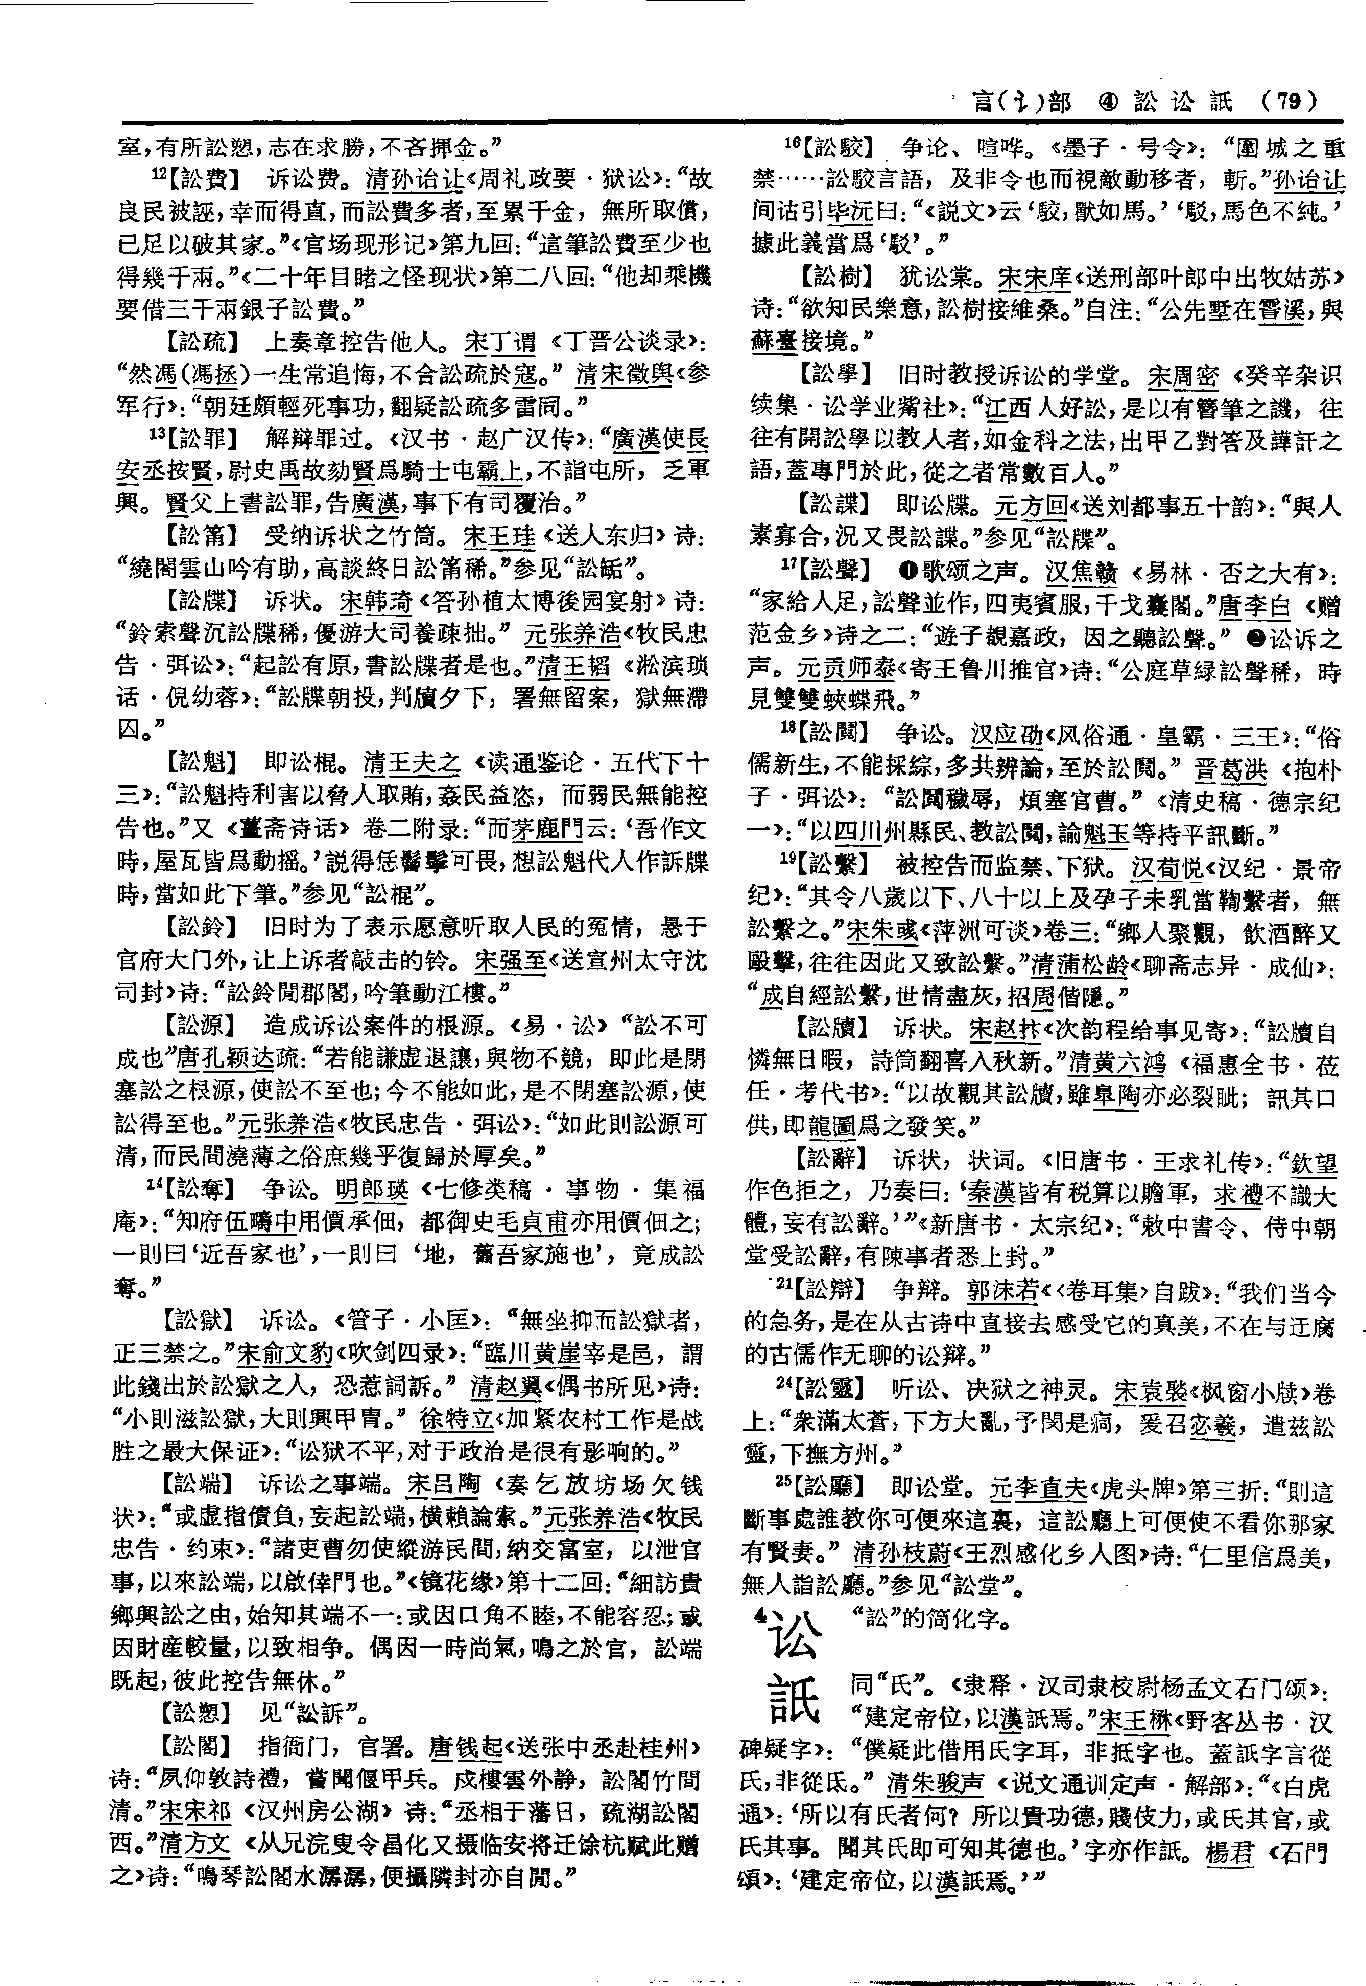 言(讠)部 ④ 訟讼䛊 (79)
室，有所訟愬，志在求勝，不吝揮金。”
12【訟費】 诉讼费。清孙诒让《周礼政要·狱讼》：“故
良民被誣，幸而得直，而訟費多者，至累千金，無所取償，
已足以破其家。”《官场现形记》第九回：“這筆訟費至少也
得幾千兩。”《二十年目睹之怪现状》第二八回：“他却乘機
要借三千兩銀子訟費。”
【訟疏】 上奏章控告他人。宋丁谓《丁晋公谈录》：
“然馮(馮拯)一生常追悔，不合訟疏於寇。”清宋徵舆《参
军行》：“朝廷頗輕死事功，翻疑訟疏多雷同。”
13【訟罪】 解辯罪过。《汉书·赵广汉传》：“廣漢使長
安丞按賢，尉史禹故劾賢爲騎士屯霸上，不詣屯所，乏軍
興。賢父上書訟罪，告廣漢，事下有司覆治。”
【訟筩】 受纳诉状之竹筒。宋王珪《送人东归》诗：
“繞閣雲山吟有助，高談終日訟筩稀。”参见“訟缿”。
【訟牒】 诉状。宋韩琦《答孙植太博後园宴射》诗：
“鈴索聲沉訟牒稀，優游大司養疎拙。”元张养浩《牧民忠
告·弭讼》：“起訟有原，書訟牒者是也。”清王韬《淞滨琐
话·倪幼蓉》：“訟牒朝投，判牘夕下；署無留案，獄無滯
囚。”
【訟魁】 即讼棍。清王夫之《读通鉴论·五代下十
三》：“訟魁持利害以脅人取賄，姦民益恣，而弱民無能控
告也。”又《薑斋诗话》卷二附录：“而茅鹿門云：‘吾作文
時，屋瓦皆爲動摇。’説得恁鬅鬙可畏，想訟魁代人作訴牒
時，當如此下筆。”参见“訟棍”。
【訟鈴】 旧时为了表示愿意听取人民的冤情，悬于
官府大门外，让上诉者敲击的铃。宋强至《送宣州太守沈
司封》诗：“訟鈴閒郡閣，吟筆動江樓。”
【訟源】 造成诉讼案件的根源。《易·讼》“訟不可
成也”唐孔颖达疏：“若能謙虚退讓，與物不競，即此是閉
塞訟之根源，使訟不至也；今不能如此，是不閉塞訟源，使
訟得至也。”元张养浩《牧民忠告·弭讼》：“如此則訟源可
清，而民間澆薄之俗庶幾乎復歸於厚矣。”
14【訟奪】 争讼。明郎瑛《七修类稿·事物·集福
庵》：“知府伍疇中用價承佃，都御史毛貞甫亦用價佃之；
一則曰‘近吾家也’，一則曰‘地，舊吾家施也’，竟成訟
奪。”
【訟獄】 诉讼。《管子·小匡》：“無坐抑而訟獄者，
正三禁之。”宋俞文豹《吹剑四录》：“臨川黄崖宰是邑，謂
此錢出於訟獄之人，恐惹詞訴。”清赵翼《偶书所见》诗：
“小則滋訟獄，大則興甲冑。”徐特立《加紧农村工作是战
胜之最大保证》：“讼狱不平，对于政治是很有影响的。”
【訟端】 诉讼之事端。宋吕陶《奏乞放坊场欠钱
状》：“或虚指債負，妄起訟端，横賴論索。”元张养浩《牧民
忠告·约束》：“諸吏曹勿使縱游民間，纳交富室，以泄官
事，以來訟端，以啟倖門也。”《镜花缘》第十二回：“細訪貴
鄉興訟之由，始知其端不一：或因口角不睦，不能容忍；或
因財産較量，以致相争。偶因一時尚氣，鳴之於官，訟端
既起，彼此控告無休。”
【訟愬】 见“訟訴”。
【訟閣】 指衙门，官署。唐钱起《送张中丞赴桂州》
诗：“夙仰敦詩禮，嘗聞偃甲兵。戍樓雲外静，訟閣竹間
清。”宋宋祁《汉州房公湖》诗：“丞相于藩日，疏湖訟閣
西。”清方文《从兄浣叟令昌化又摄临安将迁馀杭赋此赠
之》诗：“鳴琴訟閣水潺潺，便攝隣封亦自閒。”
16【訟駮】 争论、喧哗。《墨子·号令》：“圍城之重
禁……訟駮言語，及非令也而視敵動移者，斬。”孙诒让
间诂引毕沅曰：“《説文》云‘駮，獸如馬。’‘駁，馬色不純。’
據此義當爲‘駁’。”
【訟樹】 犹讼棠。宋宋庠《送刑部叶郎中出牧姑苏》
诗：“欲知民樂意，訟樹接維桑。”自注：“公先墅在霅溪，與
蘇臺接境。”
【訟學】 旧时教授诉讼的学堂。宋周密《癸辛杂识
续集·讼学业觜社》：“江西人好訟，是以有簪筆之譏，往
往有開訟學以教人者，如金科之法，出甲乙對答及譁訐之
語，蓋專門於此，從之者常數百人。”
【訟諜】 即讼牒。元方回《送刘都事五十韵》：“與人
素寡合，況又畏訟諜。”参见“訟牒”。
17【訟聲】 ❶歌颂之声。汉焦赣《易林·否之大有》：
“家給人足，訟聲並作，四夷賓服，干戈囊閣。”唐李白《赠
范金乡》诗之二：“遊子覩嘉政，因之聽訟聲。”❷讼诉之
声。元贡师泰《寄王鲁川推官》诗：“公庭草緑訟聲稀，時
見雙雙蛺蝶飛。”
18【訟鬩】 争讼。汉应劭《风俗通·皇霸·三王》：“俗
儒新生，不能採綜，多共辨論，至於訟鬩。”晋葛洪《抱朴
子·弭讼》：“訟鬩穢辱，煩塞官曹。”《清史稿·德宗纪
一》：“以四川州縣民、教訟鬩，諭魁玉等持平訊斷。”
19【訟繫】 被控告而监禁、下狱。汉荀悦《汉纪·景帝
纪》：“其令八歲以下、八十以上及孕子未乳當鞫繫者，無
訟繫之。”宋朱彧《萍洲可谈》卷三：“鄉人聚觀，飲酒醉又
毆擊，往往因此又致訟繫。”清蒲松龄《聊斋志异·成仙》：
“成自經訟繫，世情盡灰，招周偕隱。”
【訟牘】 诉状。宋赵抃《次韵程给事见寄》：“訟牘自
憐無日暇，詩筒翻喜入秋新。”清黄六鸿《福惠全书·莅
任·考代书》：“以故觀其訟牘，雖臯陶亦必裂眦；訊其口
供，即龍圖爲之發笑。”
【訟辭】 诉状，状词。《旧唐书·王求礼传》：“欽望
作色拒之，乃奏曰：‘秦漢皆有税算以贍軍，求禮不識大
體，妄有訟辭。’”《新唐书·太宗纪》：“敕中書令、侍中朝
堂受訟辭，有陳事者悉上封。”
21【訟辯】 争辩。郭沫若《〈卷耳集〉自跋》：“我们当今
的急务，是在从古诗中直接去感受它的真美，不在与迂腐
的古儒作无聊的讼辩。”
24【訟靈】 听讼、决狱之神灵。宋袁褧《枫窗小牍》卷
上：“衆滿太蒼，下方大亂，予閔是痌，爰召宓羲，遣兹訟
靈，下撫方州。”
25【訟廳】 即讼堂。元李直夫《虎头牌》第三折：“則這
斷事處誰教你可便來這裏，這訟廳上可便使不看你那家
有賢妻。”清孙枝蔚《王烈感化乡人图》诗：“仁里信爲美，
無人詣訟廳。”参见“訟堂”。
4讼 “訟”的简化字。
䛊 同“氏”。《隶释·汉司隶校尉杨孟文石门颂》：
“建定帝位，以漢䛊焉。”宋王楙《野客丛书·汉
碑疑字》：“僕疑此借用氏字耳，非抵字也。蓋䛊字言從
氏，非從氐。”清朱骏声《说文通训定声·解部》：“《白虎
通》：‘所以有氏者何？所以貴功德，賤伎力，或氏其官，或
氏其事。聞其氏即可知其德也。’字亦作䛊。楊君《石門
頌》：‘建定帝位，以漢䛊焉。’”